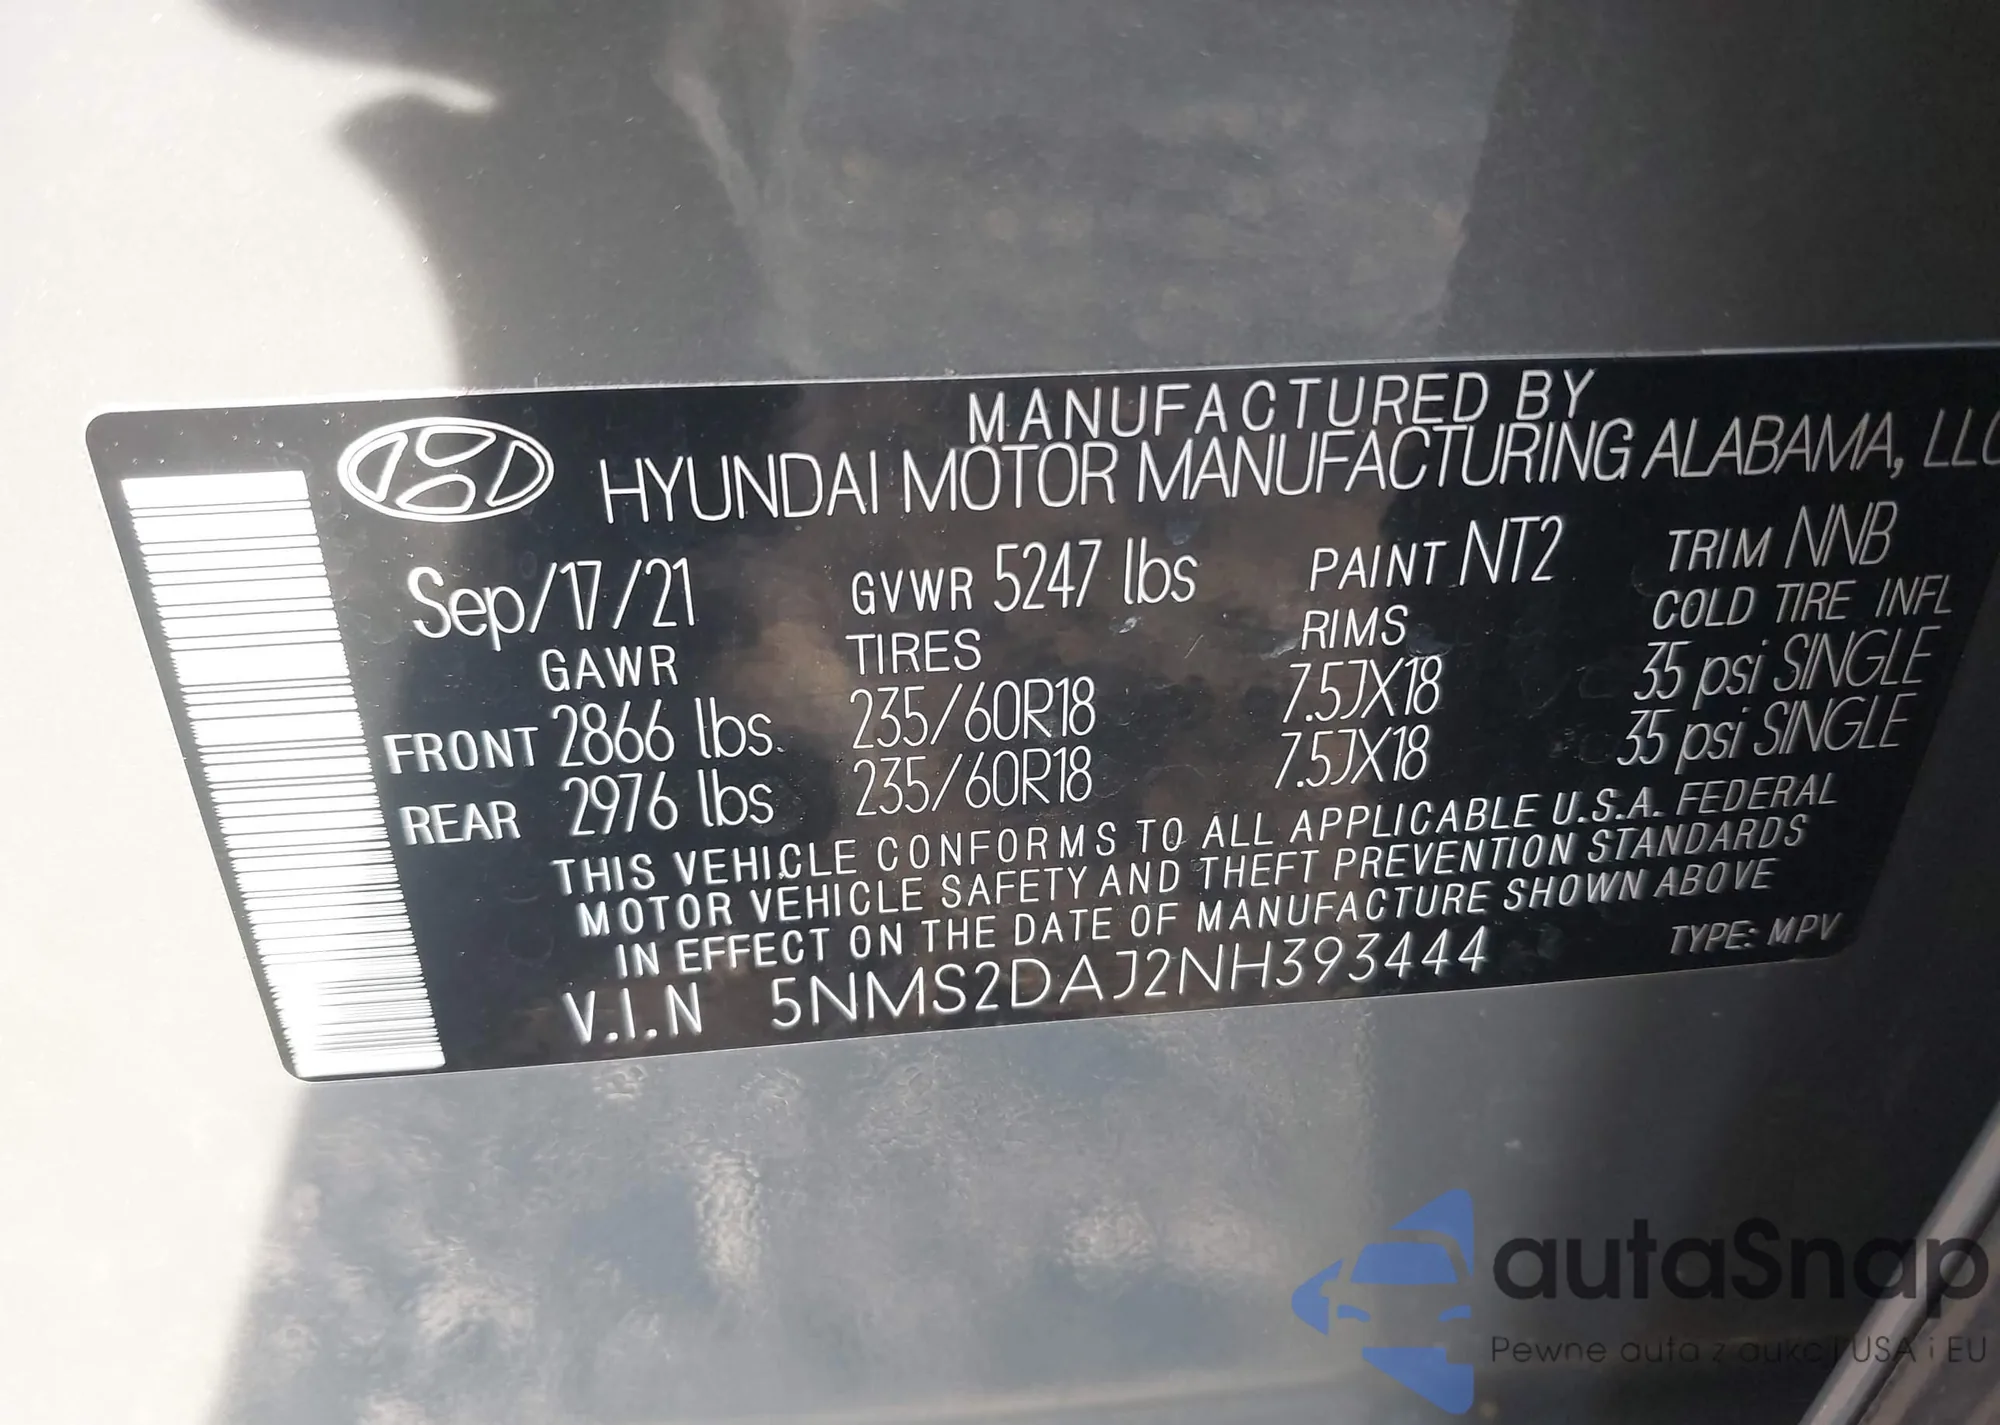 MANUFACTURED BY
HYUNDAI MOTOR MANUFACTURING ALABAMA, LLC
Sep/17/21 GVWR 5247 lbs PAINT NT2 TRIM NNB
GAWR TIRES RIMS COLD TIRE INFL
FRONT 2866 lbs. 235/60R18 7.5JX18 35 psi SINGLE
REAR 2976 lbs 235/60R18 7.5JX18 35 psi SINGLE
THIS VEHICLE CONFORMS TO ALL APPLICABLE U.S.A. FEDERAL
MOTOR VEHICLE SAFETY AND THEFT PREVENTION STANDARDS
IN EFFECT ON THE DATE OF MANUFACTURE SHOWN ABOVE
V.I.N 5NMS2DAJ2NH393444 TYPE: MPV
autaSnap
Pewne auta z aukcji USA i EU